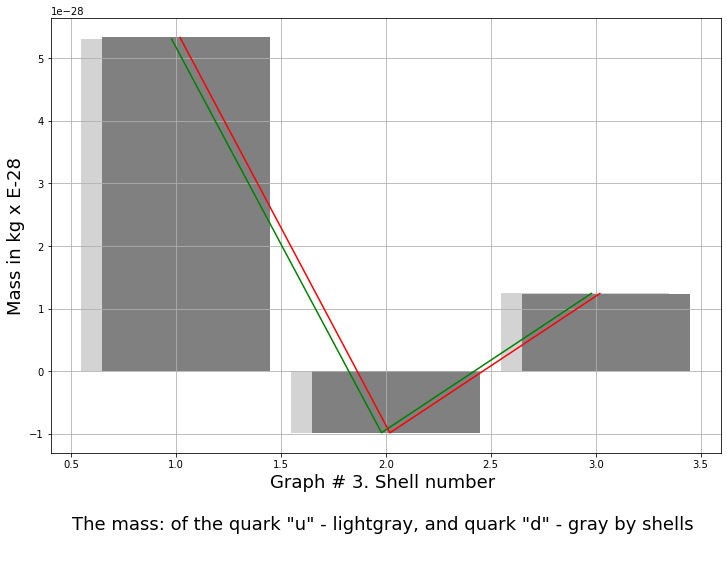 1e−28
5
4
3
2
1
0
−1
Mass in kg x E-28
0.5 1.0 1.5 2.0 2.5 3.0 3.5
Graph # 3. Shell number
The mass: of the quark "u" - lightgray, and quark "d" - gray by shells